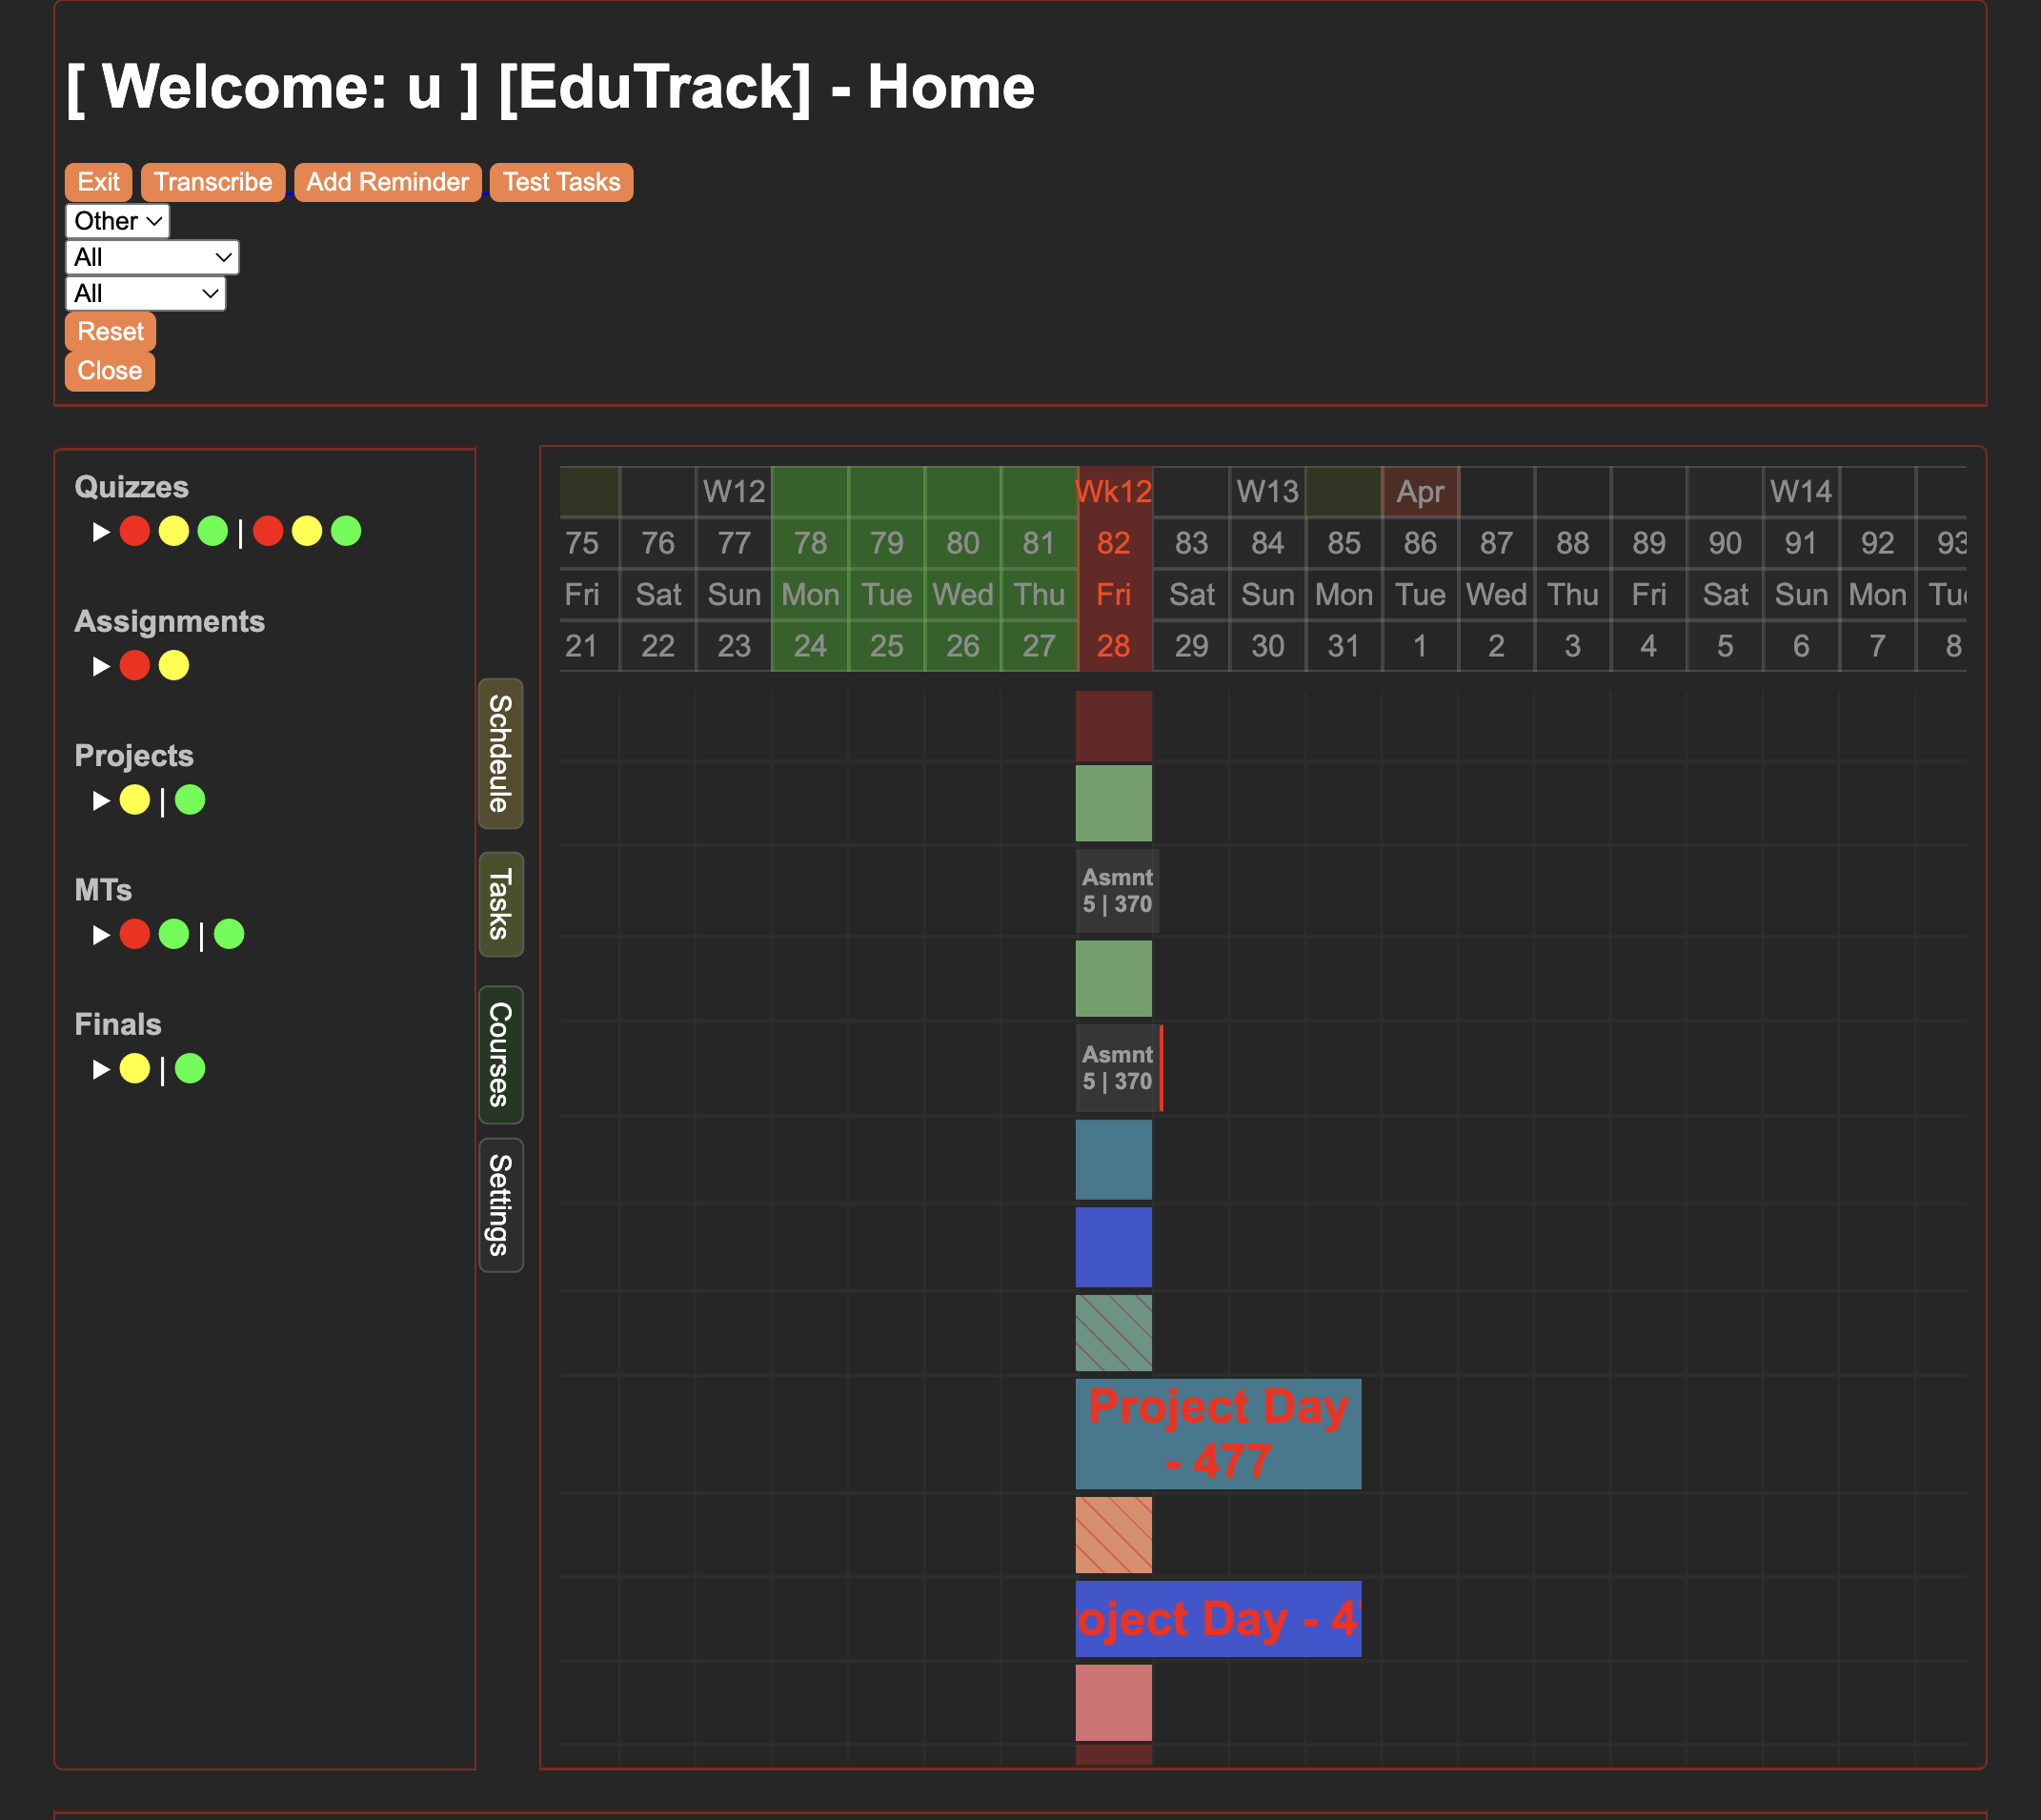 [ Welcome: u ] [EduTrack] - Home
Exit Transcribe Add Reminder Test Tasks
Other
All
All
Reset
Close
Quizzes
Assignments
Projects
MTs
Finals
Schdeule
Tasks
Courses
Settings
W12 Wk12 W13 Apr W14
75 76 77 78 79 80 81 82 83 84 85 86 87 88 89 90 91 92 93
Fri Sat Sun Mon Tue Wed Thu Fri Sat Sun Mon Tue Wed Thu Fri Sat Sun Mon Tue
21 22 23 24 25 26 27 28 29 30 31 1 2 3 4 5 6 7 8
Asmnt
5 | 370
Asmnt
5 | 370
Project Day
- 477
oject Day - 4